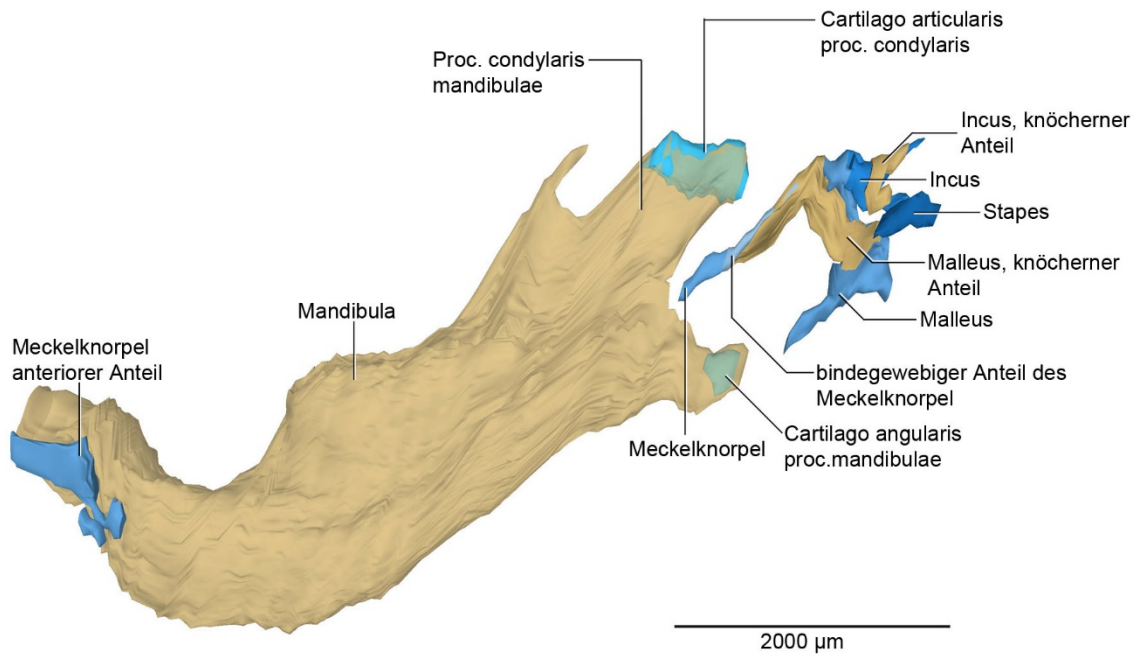 Cartilago articularis
proc. condylaris
Proc. condylaris
mandibulae
Incus, knöcherner
Anteil
Incus
Stapes
Malleus, knöcherner
Anteil
Malleus
Mandibula
Meckelknorpel
anteriorer Anteil
bindegewebiger Anteil des
Meckelknorpel
Meckelknorpel
Cartilago angularis
proc.mandibulae
2000 µm